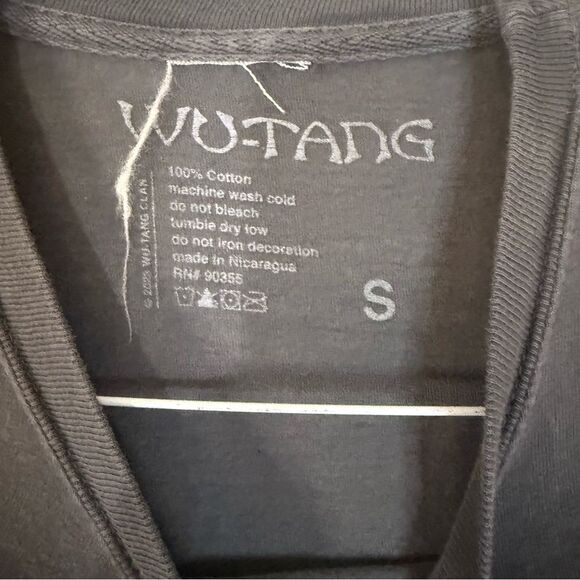 WU-TANG
100% Cotton
machine wash cold
do not bleach
tumble dry low
do not iron decoration
made in Nicaragua
RN# 90355
S
© 2023 WU-TANG CLAN